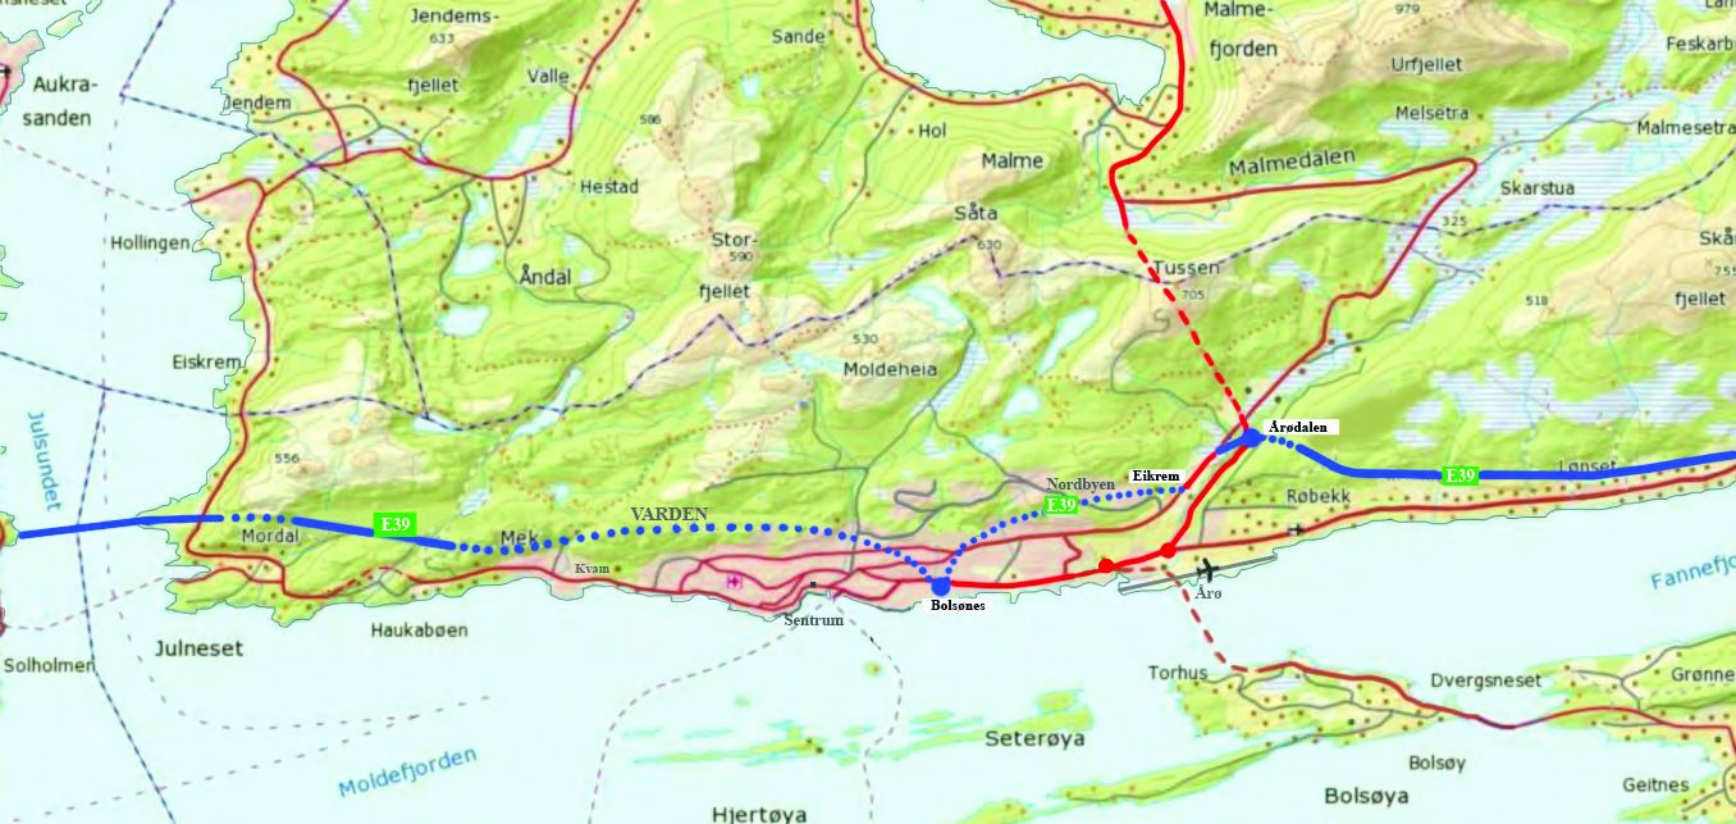 Jendems-
633
fjellet
Sande
Malme-
fjorden
979
Feskarb
Urfjellet
Aukra-
sanden
Valle
Jendem
586
Hol
Melsetra
Malmesetra
Malme
Malmedalen
Hestad
Skarstua
Såta
325
Hollingen
Stor-
590
630
Åndal
Tussen
fjellet
705
518
755
fjellet
530
Eiskrem
Moldeheia
Julsundet
Årødalen
556
Lønset
Eikrem
E39
Nordbyen
E39
Røbekk
VARDEN
E39
Mordal
Mek
Kvam
Fannefjo
Årø
Bolsønes
Sentrum
Haukabøen
Julneset
Solholmen
Torhus
Dvergsneset
Grønne
Seterøya
Moldefjorden
Bolsøy
Geitnes
Bolsøya
Hjertøya